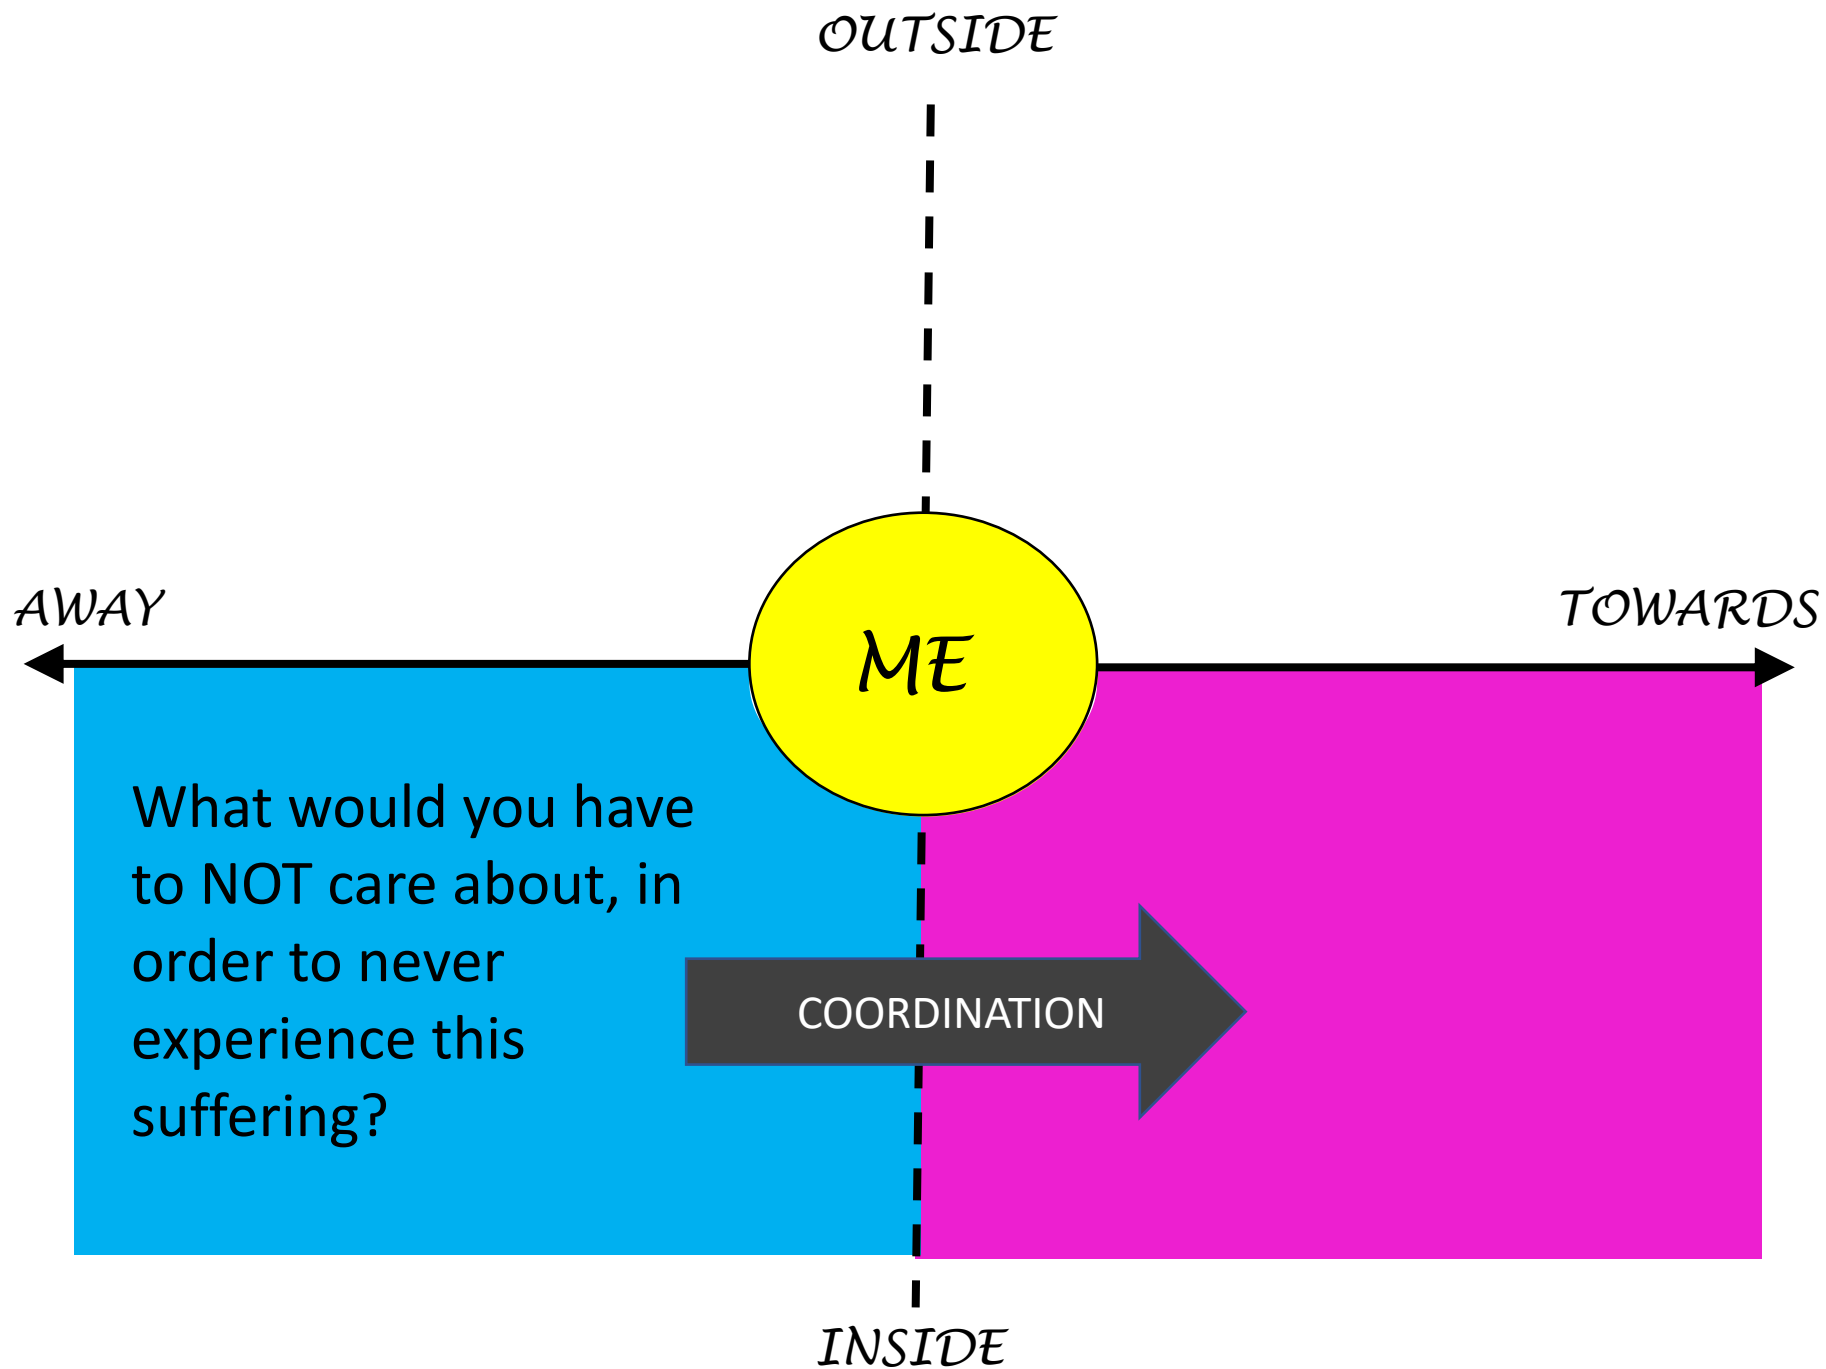 OUTSIDE
AWAY
TOWARDS
ME
What would you have
to NOT care about, in
order to never
experience this
suffering?
COORDINATION
INSIDE